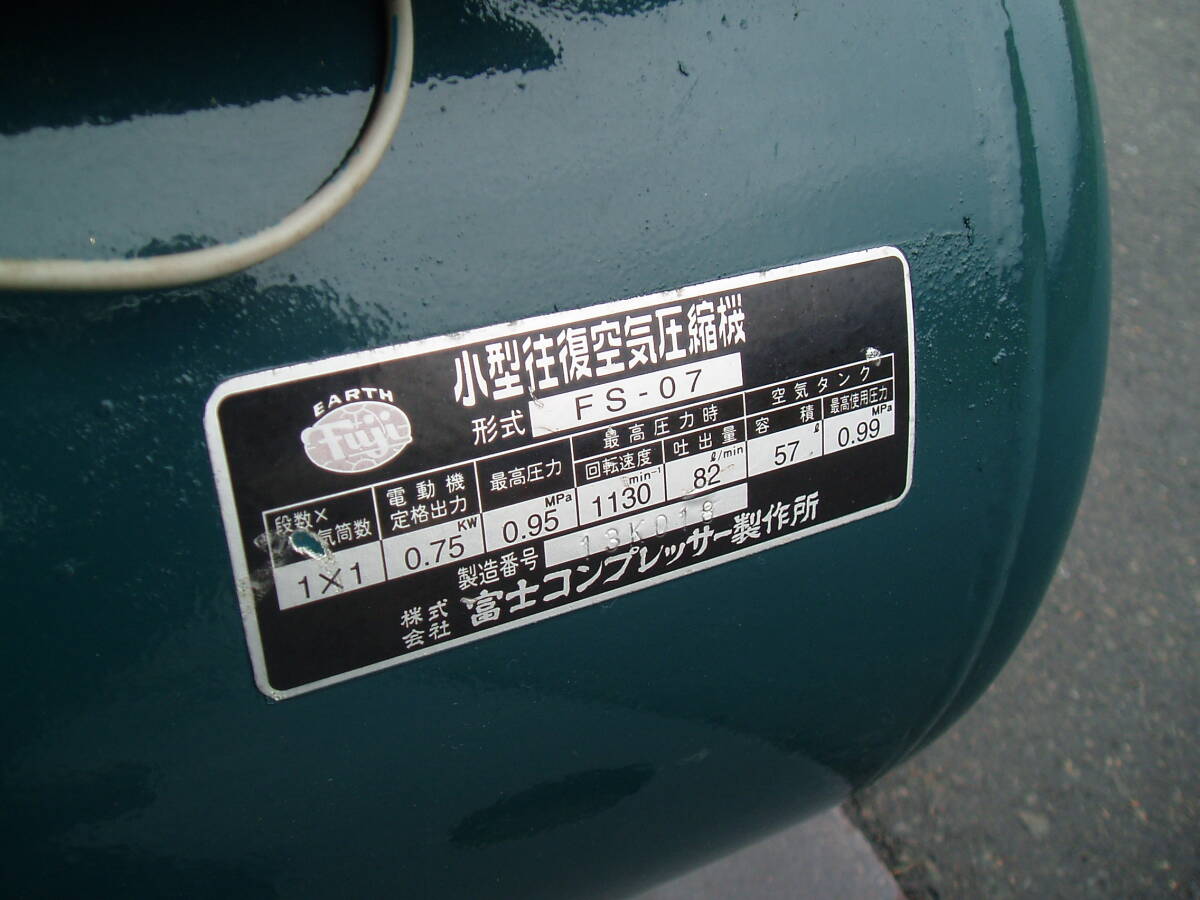 小型往復空気圧縮機
EARTH
Fuji
形式 FS-07
段数× 気筒数 1×1
電動機 定格出力 KW 0.75
最高圧力 MPa 0.95
最高圧力時
回転速度 min⁻¹ 1130
吐出量 ℓ/min 82
空気タンク
容積 ℓ 57
最高使用圧力 MPa 0.99
製造番号 13K018
株式会社 富士コンプレッサー製作所